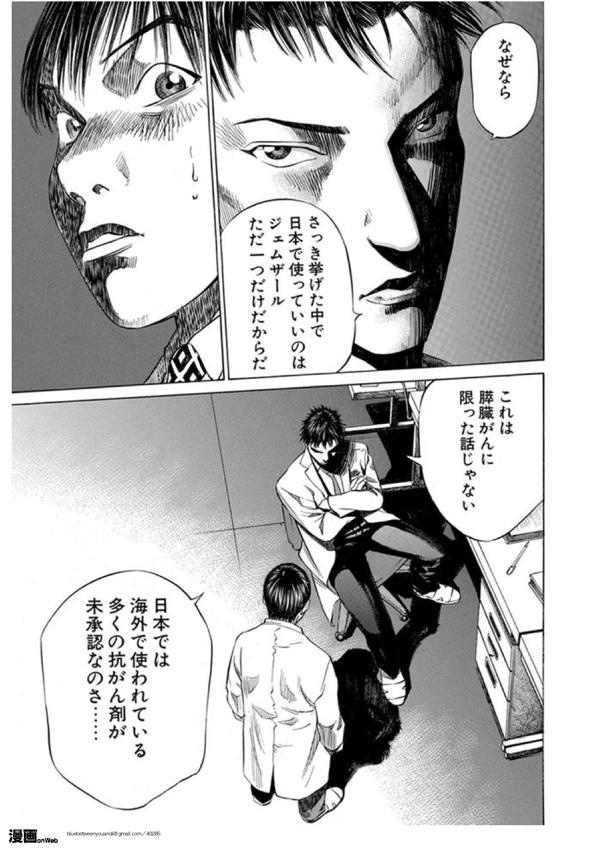 なぜなら
さっき挙げた中で
日本で使っていいのは
ジェムザール
ただ一つだけだからだ
これは
膵臓がんに
限った話じゃない
日本では
海外で使われている
多くの抗がん剤が
未承認なのさ……
漫画onWeb
bluebetweenyouandi@gmail.com/40285